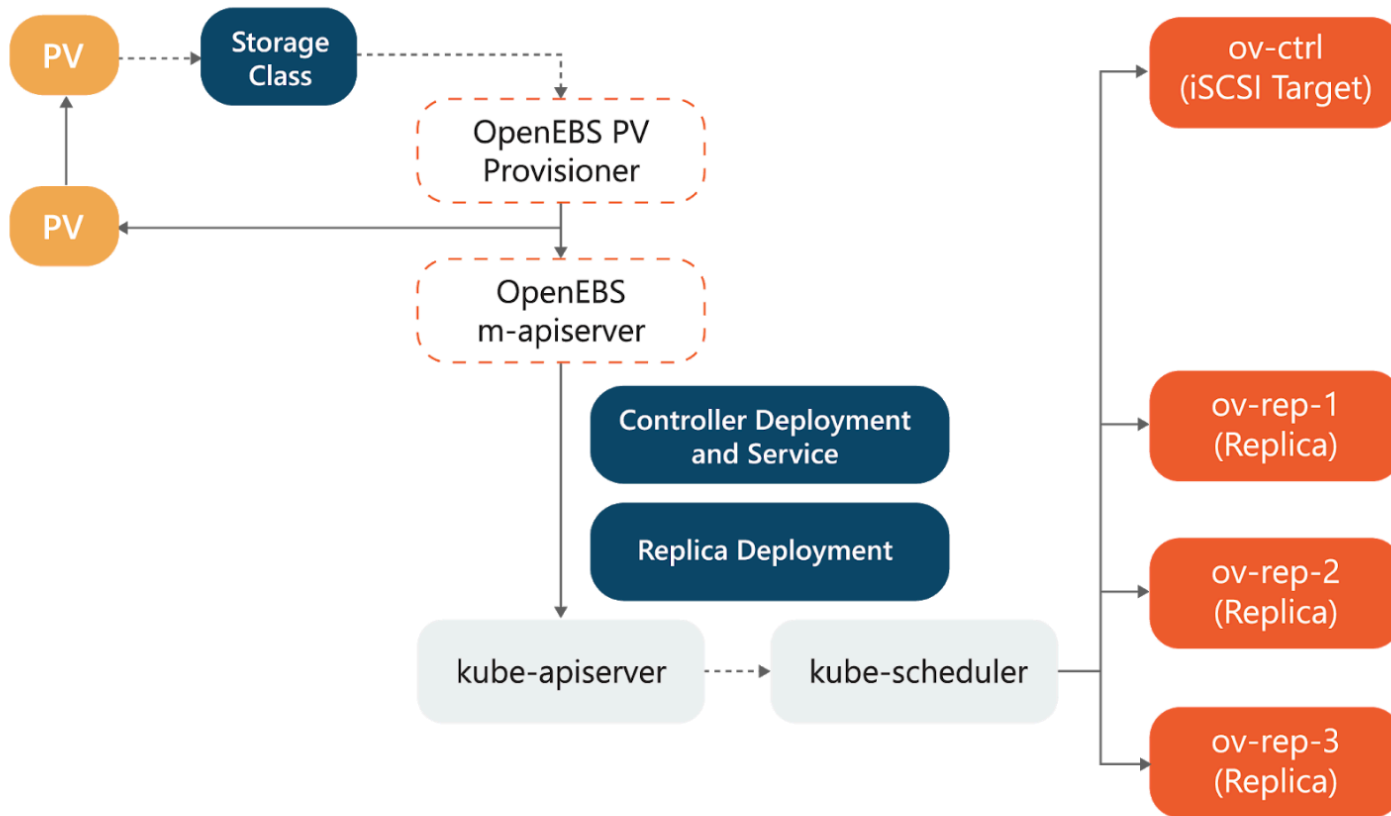 PV
Storage
Class
OpenEBS PV
Provisioner
PV
OpenEBS
m-apiserver
Controller Deployment
and Service
Replica Deployment
kube-apiserver
kube-scheduler
ov-ctrl
(iSCSI Target)
ov-rep-1
(Replica)
ov-rep-2
(Replica)
ov-rep-3
(Replica)